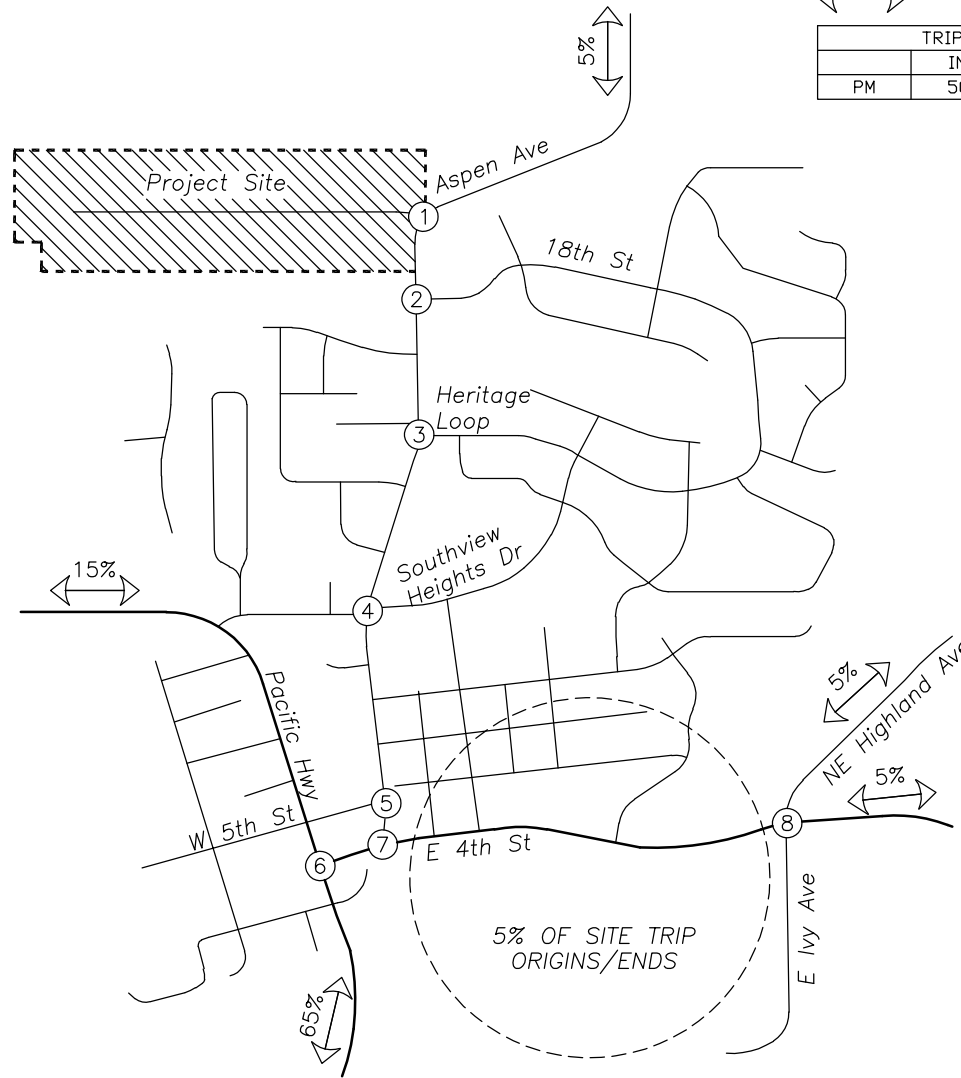 5%
TRIP
PM
Project Site
Aspen Ave
1
18th St
2
Heritage
Loop
3
Southview
Heights Dr
15%
4
Pacific Hwy
5%
NE Highland Ave
5%
W 5th St
5
8
7
E 4th St
6
5% OF SITE TRIP
ORIGINS/ENDS
E Ivy Ave
65%